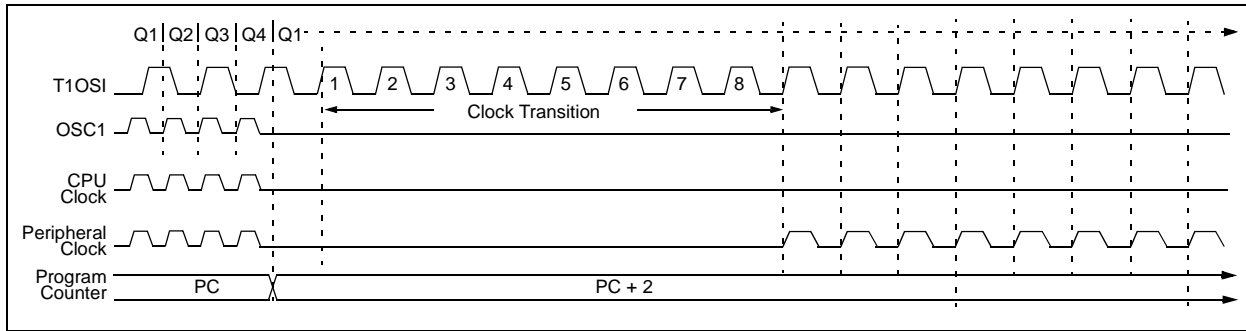 Q1 Q2 Q3 Q4 Q1
T1OSI
1 2 3 4 5 6 7 8
Clock Transition
OSC1
CPU
Clock
Peripheral
Clock
Program
Counter
PC
PC + 2